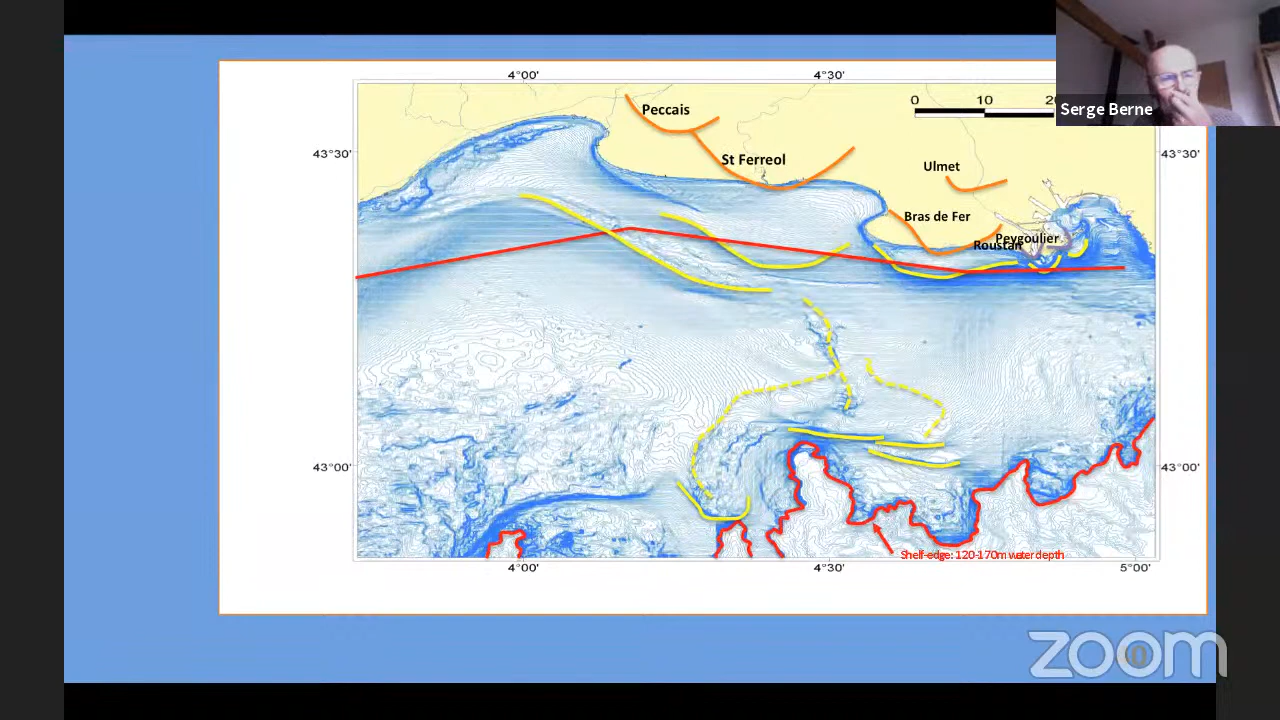 4°00'
4°30'
0
10
20
Serge Berne
Peccais
43°30'
43°30'
St Ferreol
Ulmet
Bras de Fer
Peygoulier
Roustan
43°00'
43°00'
Shelf-edge: 120-170m water depth
4°00'
4°30'
5°00'
zoom